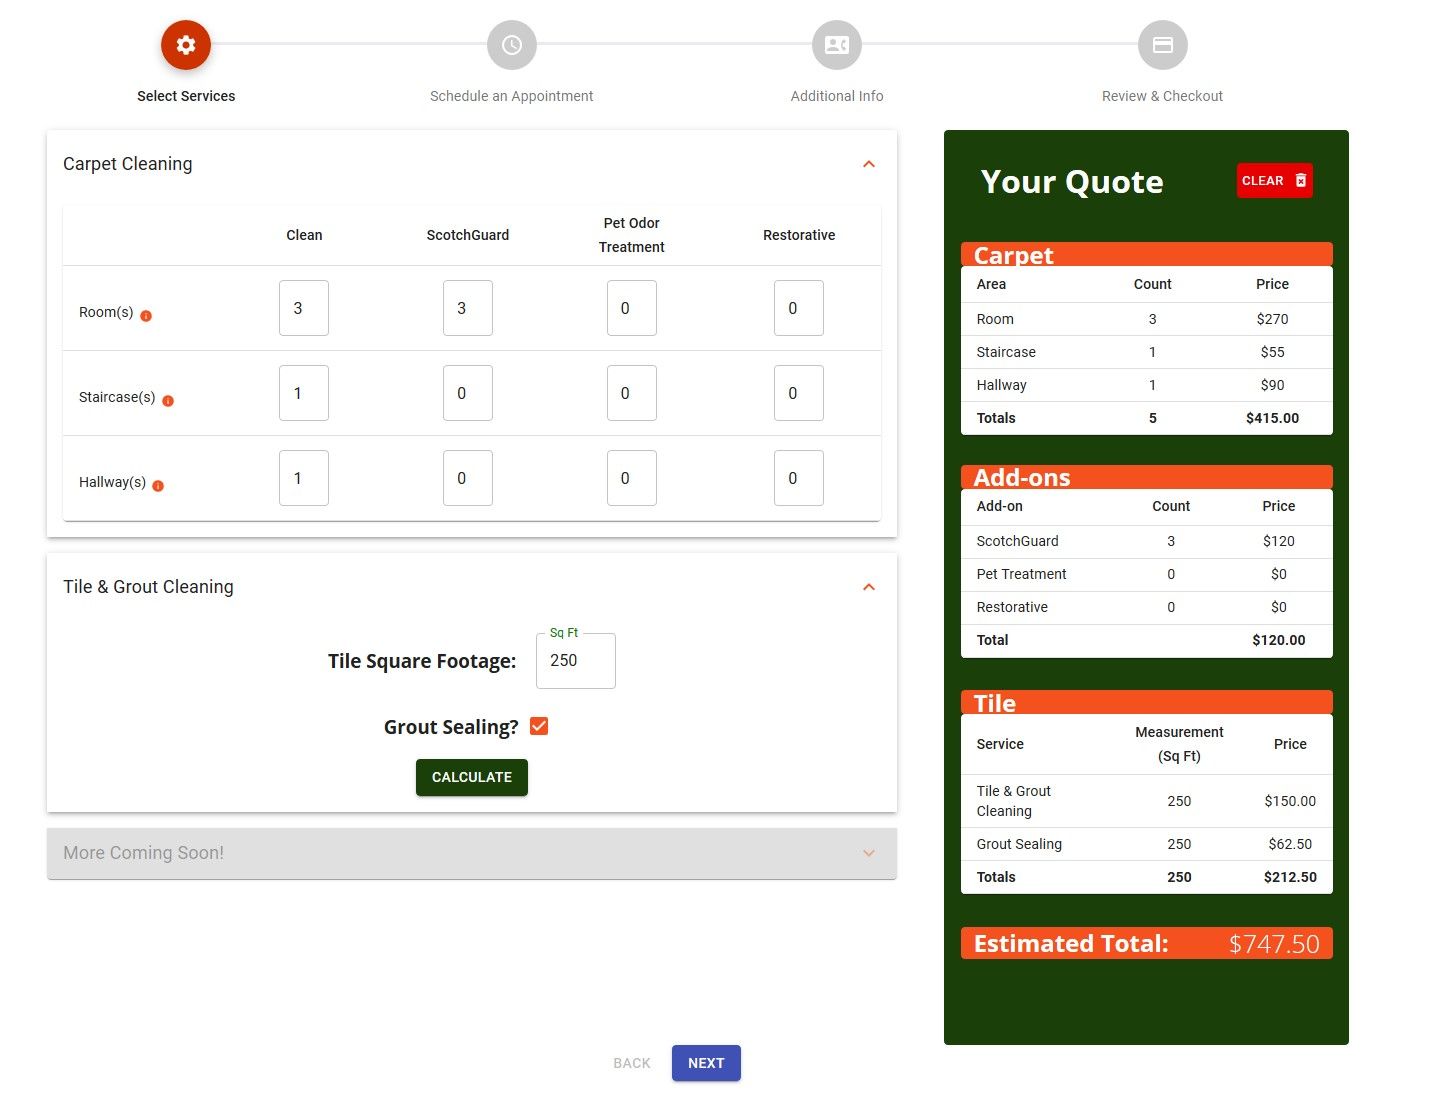 Select Services
Schedule an Appointment
Additional Info
Review & Checkout
Carpet Cleaning
Clean ScotchGuard Pet Odor Treatment Restorative
Room(s) 3 3 0 0
Staircase(s) 1 0 0 0
Hallway(s) 1 0 0 0
Tile & Grout Cleaning
Sq Ft
Tile Square Footage: 250
Grout Sealing?
CALCULATE
More Coming Soon!
Your Quote CLEAR
Carpet
Area Count Price
Room 3 $270
Staircase 1 $55
Hallway 1 $90
Totals 5 $415.00
Add-ons
Add-on Count Price
ScotchGuard 3 $120
Pet Treatment 0 $0
Restorative 0 $0
Total $120.00
Tile
Service Measurement (Sq Ft) Price
Tile & Grout Cleaning 250 $150.00
Grout Sealing 250 $62.50
Totals 250 $212.50
Estimated Total: $747.50
BACK NEXT